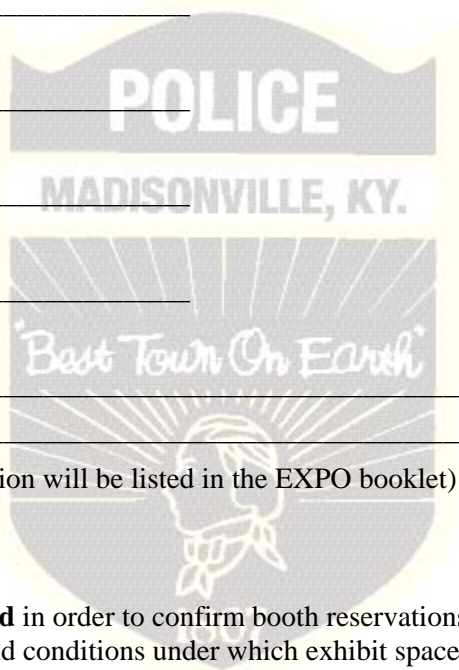 POLICE
MADISONVILLE, KY.
"Best Town On Earth"
ion will be listed in the EXPO booklet)
d in order to confirm booth reservations
1807
d conditions under which exhibit space